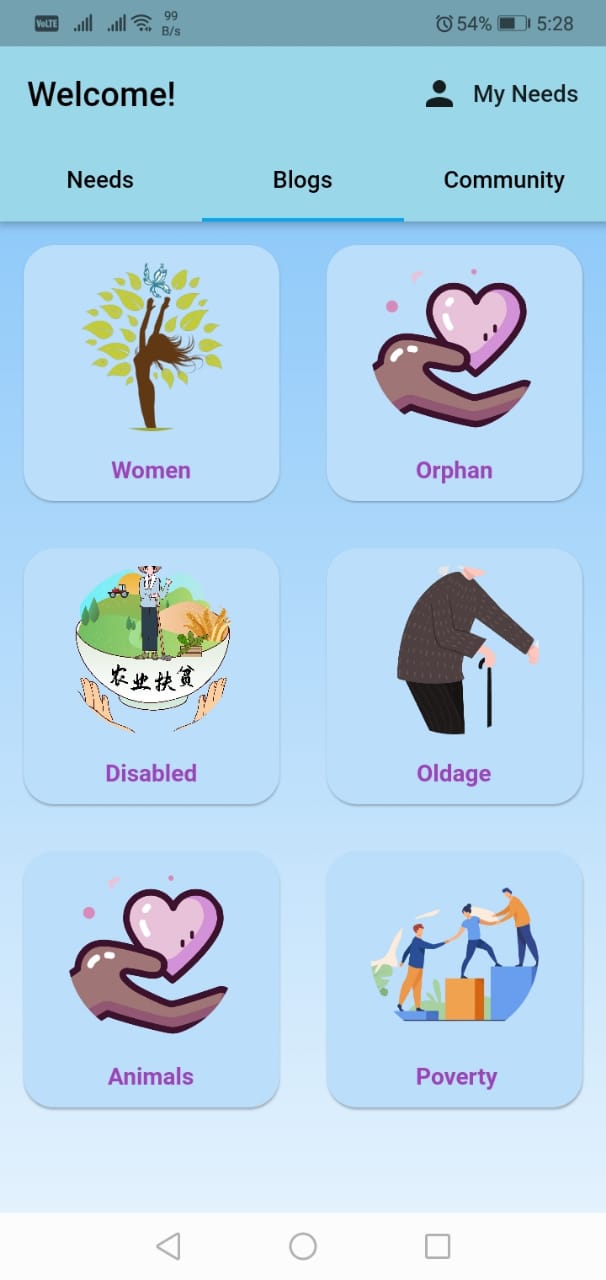 VoLTE
99
B/s
54%
5:28
Welcome!
My Needs
Needs
Blogs
Community
Women
Orphan
农业扶贫
Disabled
Oldage
Animals
Poverty